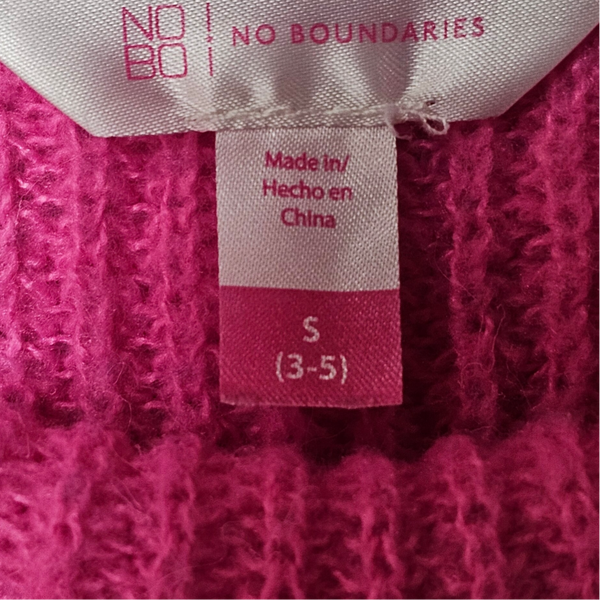 NO
BO
NO BOUNDARIES
Made in/
Hecho en
China
S
(3-5)